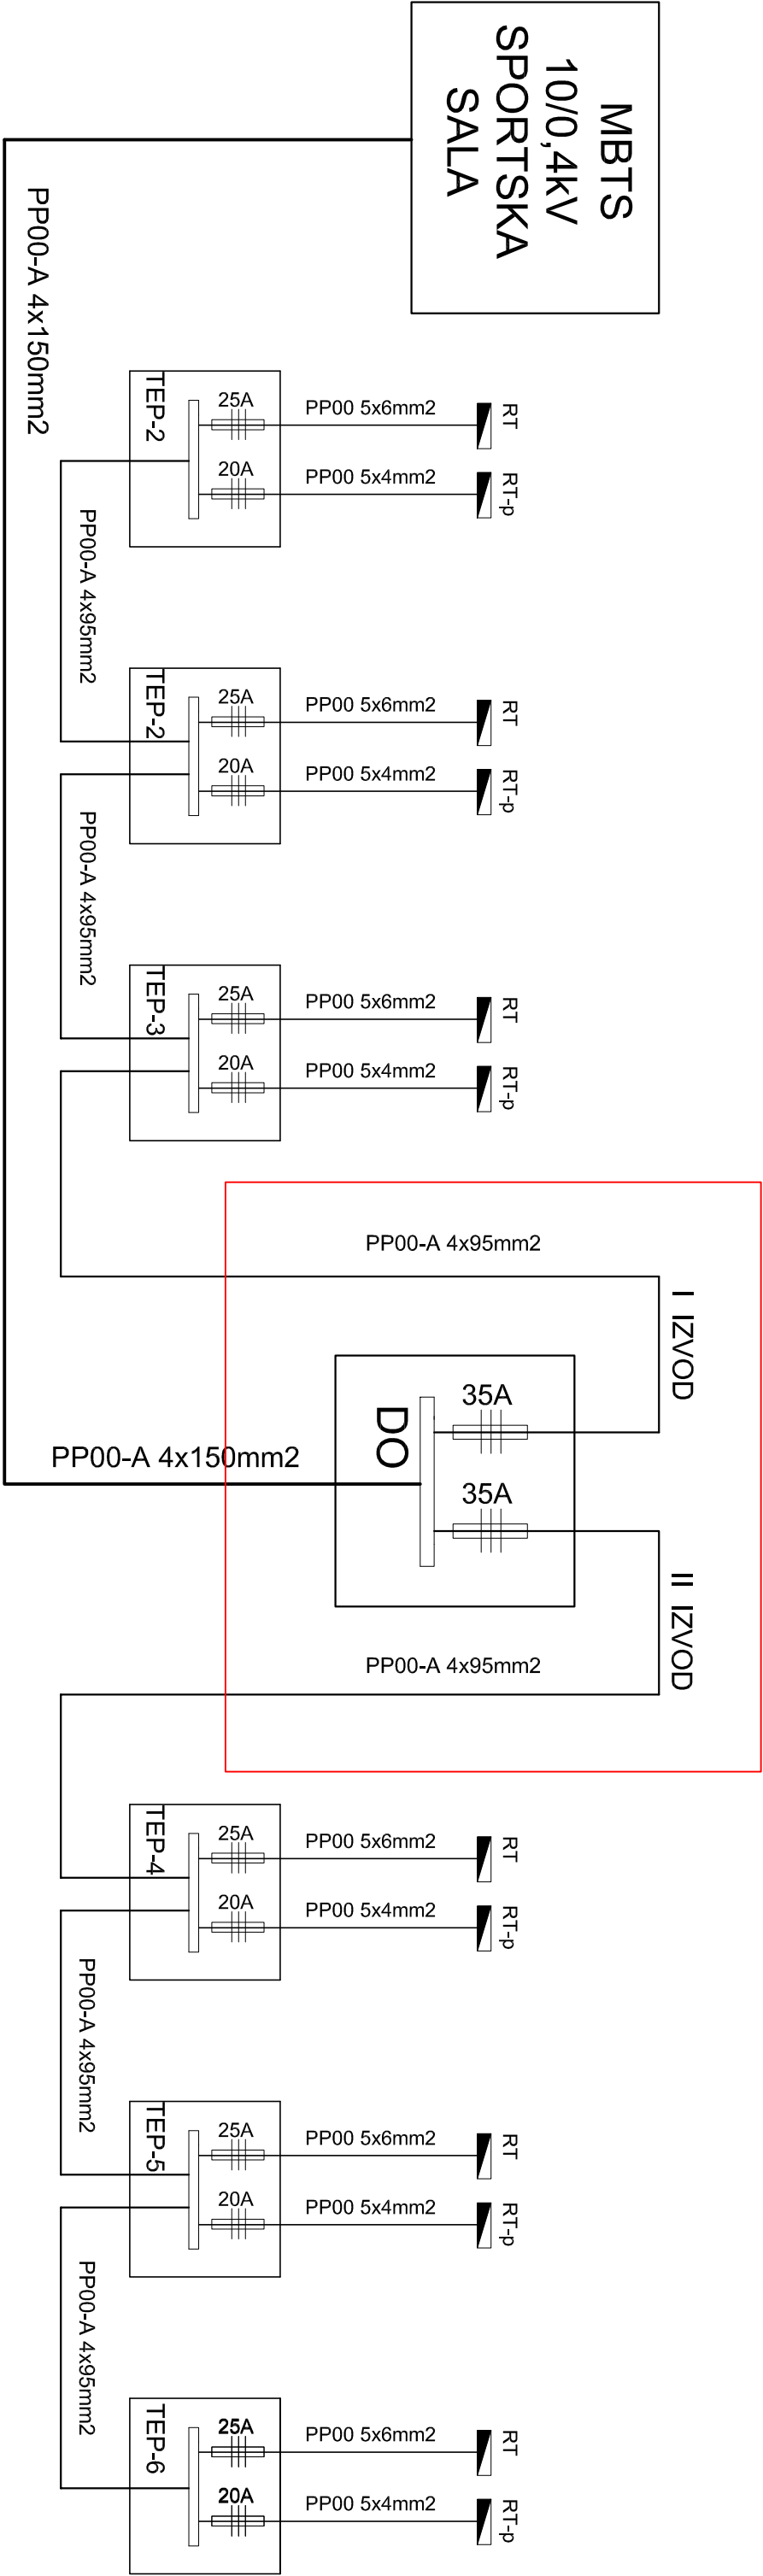 MBTS
10/0,4kV
SPORTSKA
SALA
PP00-A 4x150mm2
TEP-2
25A
PP00 5x6mm2
RT
20A
PP00 5x4mm2
RT-p
PP00-A 4x95mm2
TEP-2
25A
PP00 5x6mm2
RT
20A
PP00 5x4mm2
RT-p
PP00-A 4x95mm2
TEP-3
25A
PP00 5x6mm2
RT
20A
PP00 5x4mm2
RT-p
PP00-A 4x95mm2
I IZVOD
35A
DO
PP00-A 4x150mm2
35A
II IZVOD
PP00-A 4x95mm2
TEP-4
25A
PP00 5x6mm2
RT
20A
PP00 5x4mm2
RT-p
PP00-A 4x95mm2
TEP-5
25A
PP00 5x6mm2
RT
20A
PP00 5x4mm2
RT-p
PP00-A 4x95mm2
TEP-6
25A
PP00 5x6mm2
RT
20A
PP00 5x4mm2
RT-p